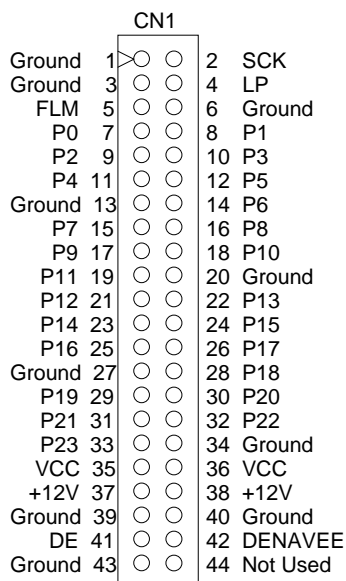 CN1
Ground 1 2 SCK
Ground 3 4 LP
FLM 5 6 Ground
P0 7 8 P1
P2 9 10 P3
P4 11 12 P5
Ground 13 14 P6
P7 15 16 P8
P9 17 18 P10
P11 19 20 Ground
P12 21 22 P13
P14 23 24 P15
P16 25 26 P17
Ground 27 28 P18
P19 29 30 P20
P21 31 32 P22
P23 33 34 Ground
VCC 35 36 VCC
+12V 37 38 +12V
Ground 39 40 Ground
DE 41 42 DENAVEE
Ground 43 44 Not Used